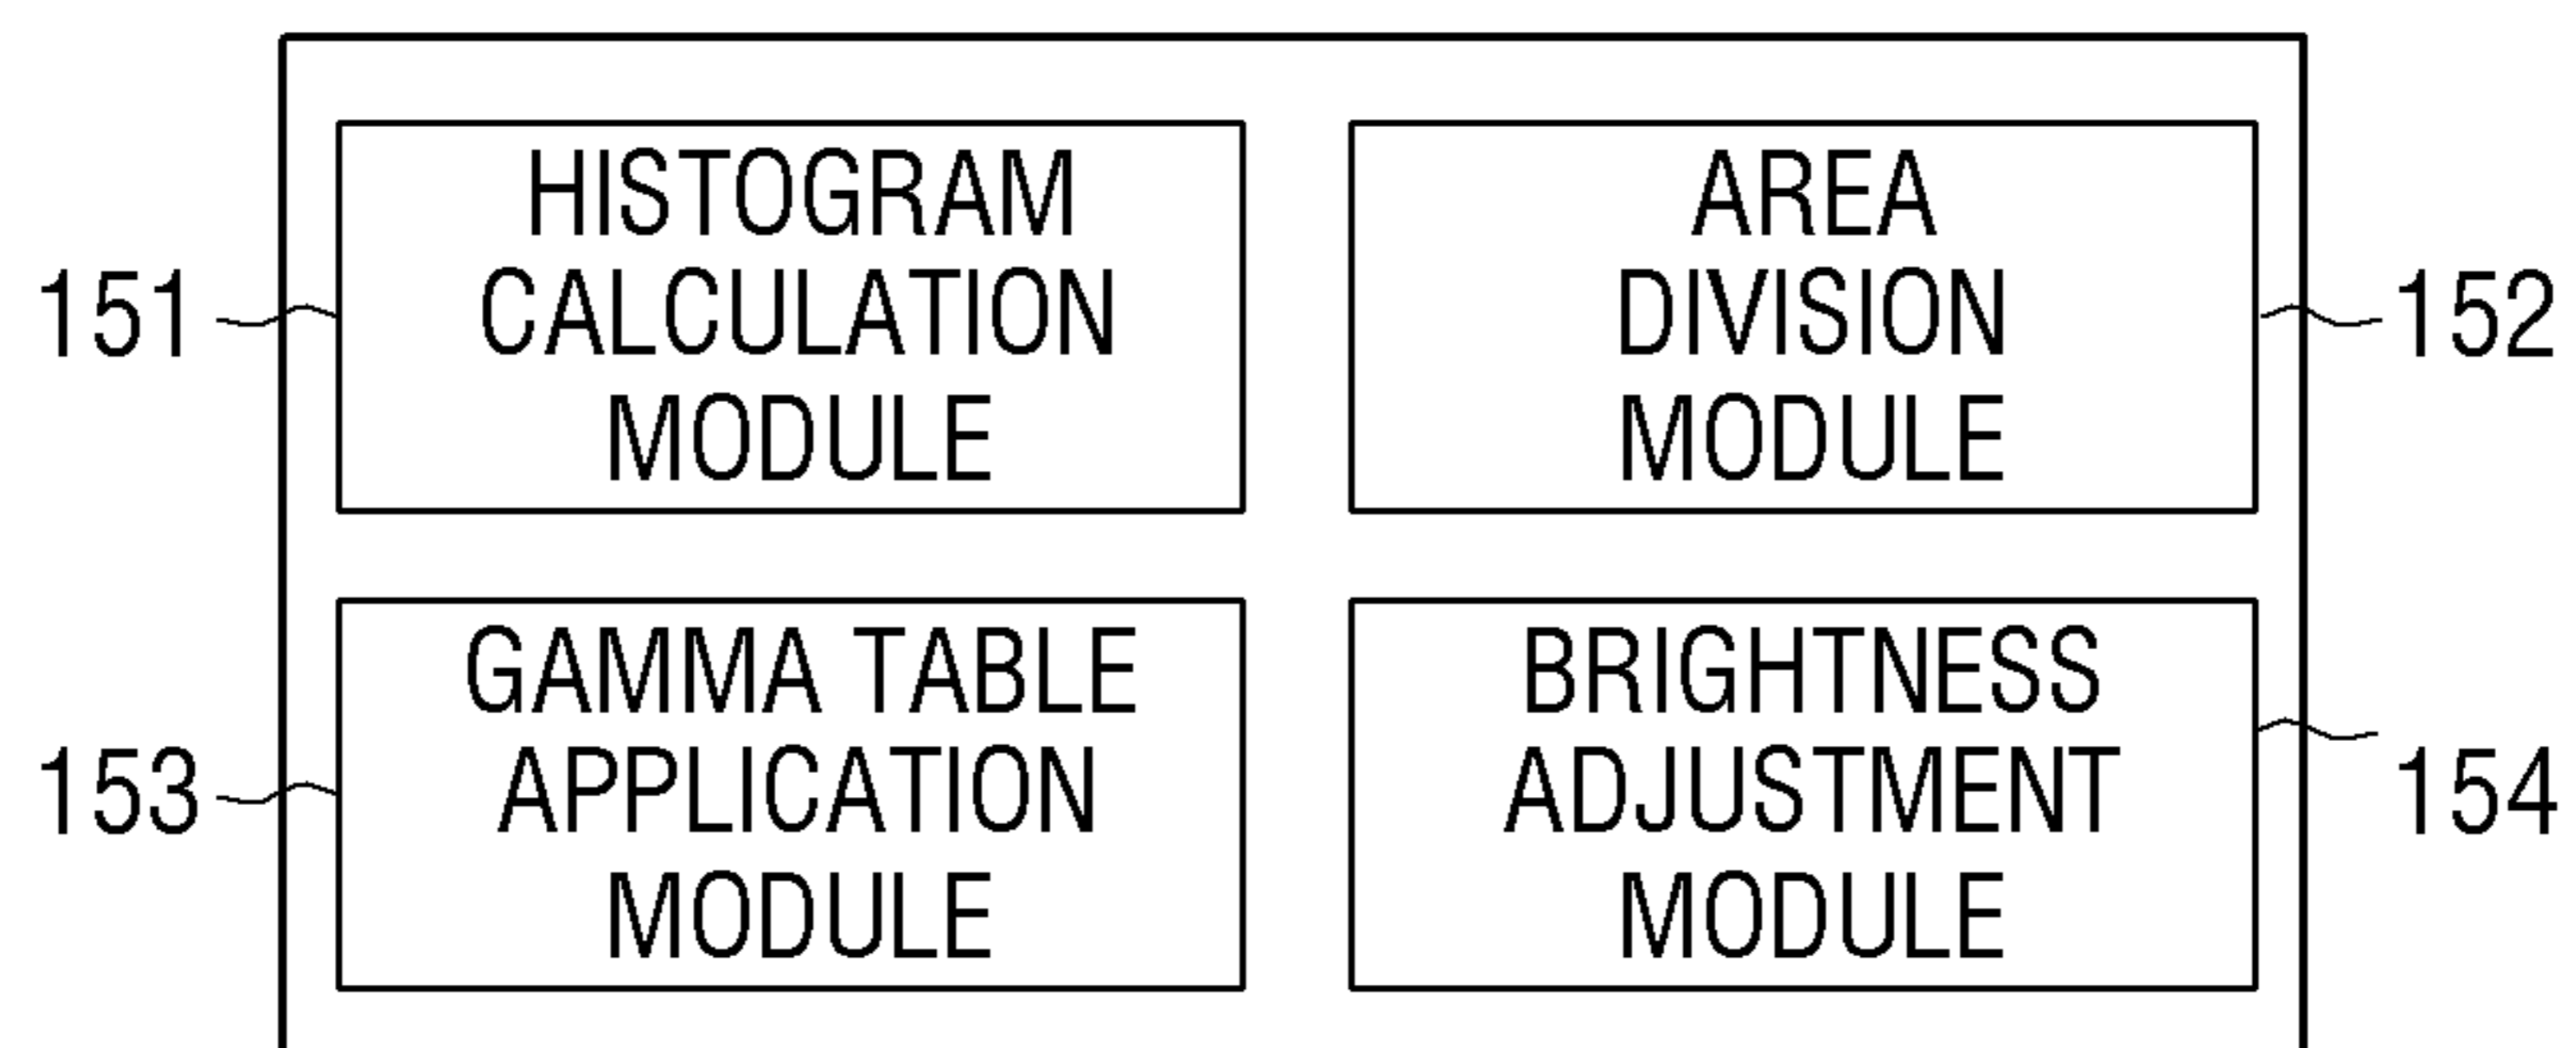 HISTOGRAM
CALCULATION
MODULE
151
AREA
DIVISION
MODULE
152
GAMMA TABLE
APPLICATION
MODULE
153
BRIGHTNESS
ADJUSTMENT
MODULE
154